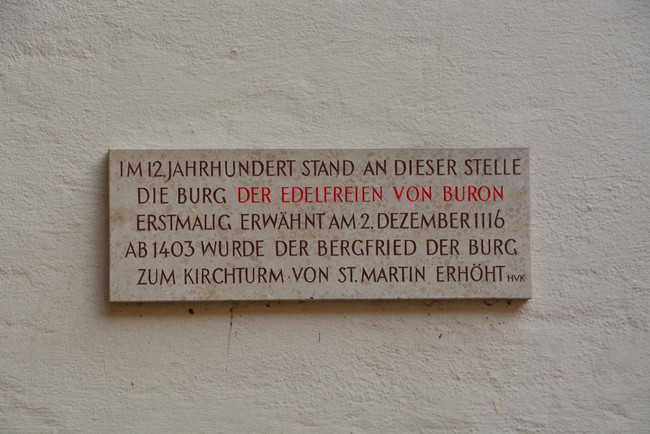 IM 12. JAHRHUNDERT STAND AN DIESER STELLE
DIE BURG DER EDELFREIEN VON BURON
ERSTMALIG ERWÄHNT AM 2. DEZEMBER 1116
AB 1403 WURDE DER BERGFRIED DER BURG
ZUM KIRCHTURM VON ST. MARTIN ERHÖHT HVK